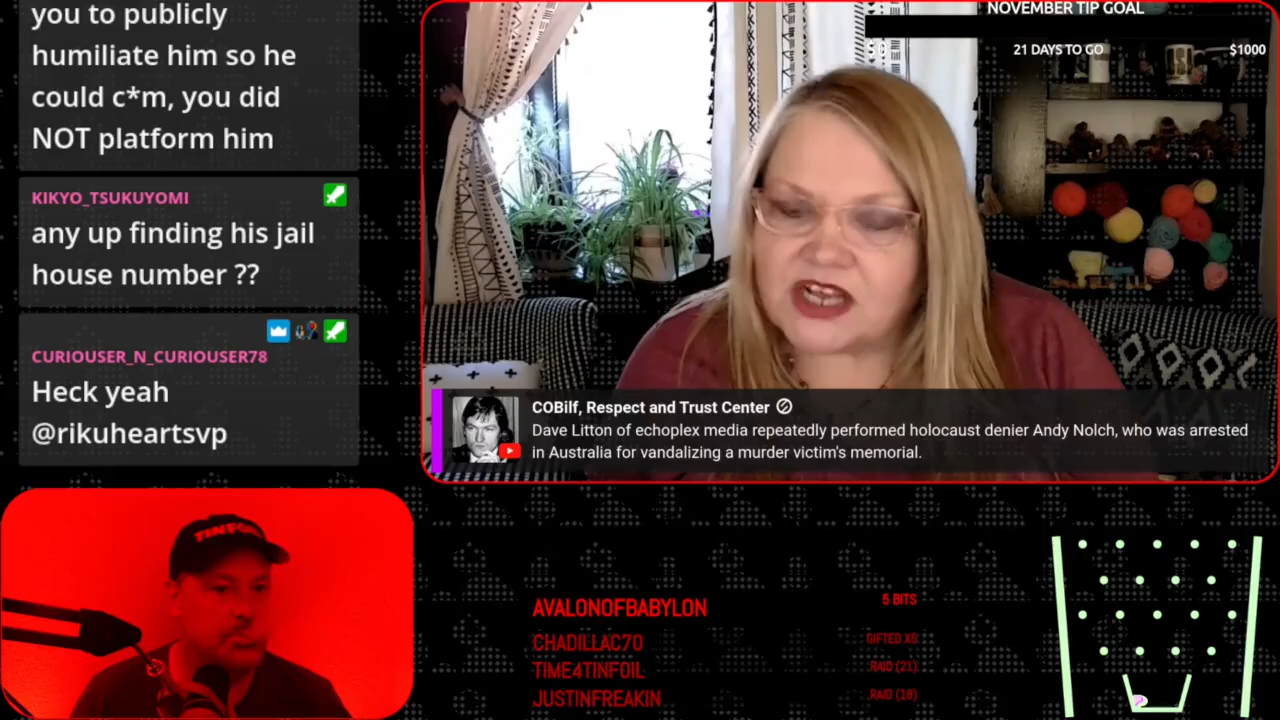 you to publicly
humiliate him so he
could c*m, you did
NOT platform him
KIKYO_TSUKUYOMI
any up finding his jail
house number ??
CURIOUSER_N_CURIOUSER78
Heck yeah
@rikuheartsvp
NOVEMBER TIP GOAL
$0
21 DAYS TO GO
$1000
COBilf, Respect and Trust Center
Dave Litton of echoplex media repeatedly performed holocaust denier Andy Nolch, who was arrested
in Australia for vandalizing a murder victim's memorial.
TINFOIL
AVALONOFBABYLON
5 BITS
CHADILLAC70
GIFTED X5
TIME4TINFOIL
RAID (21)
JUSTINFREAKIN
RAID (18)